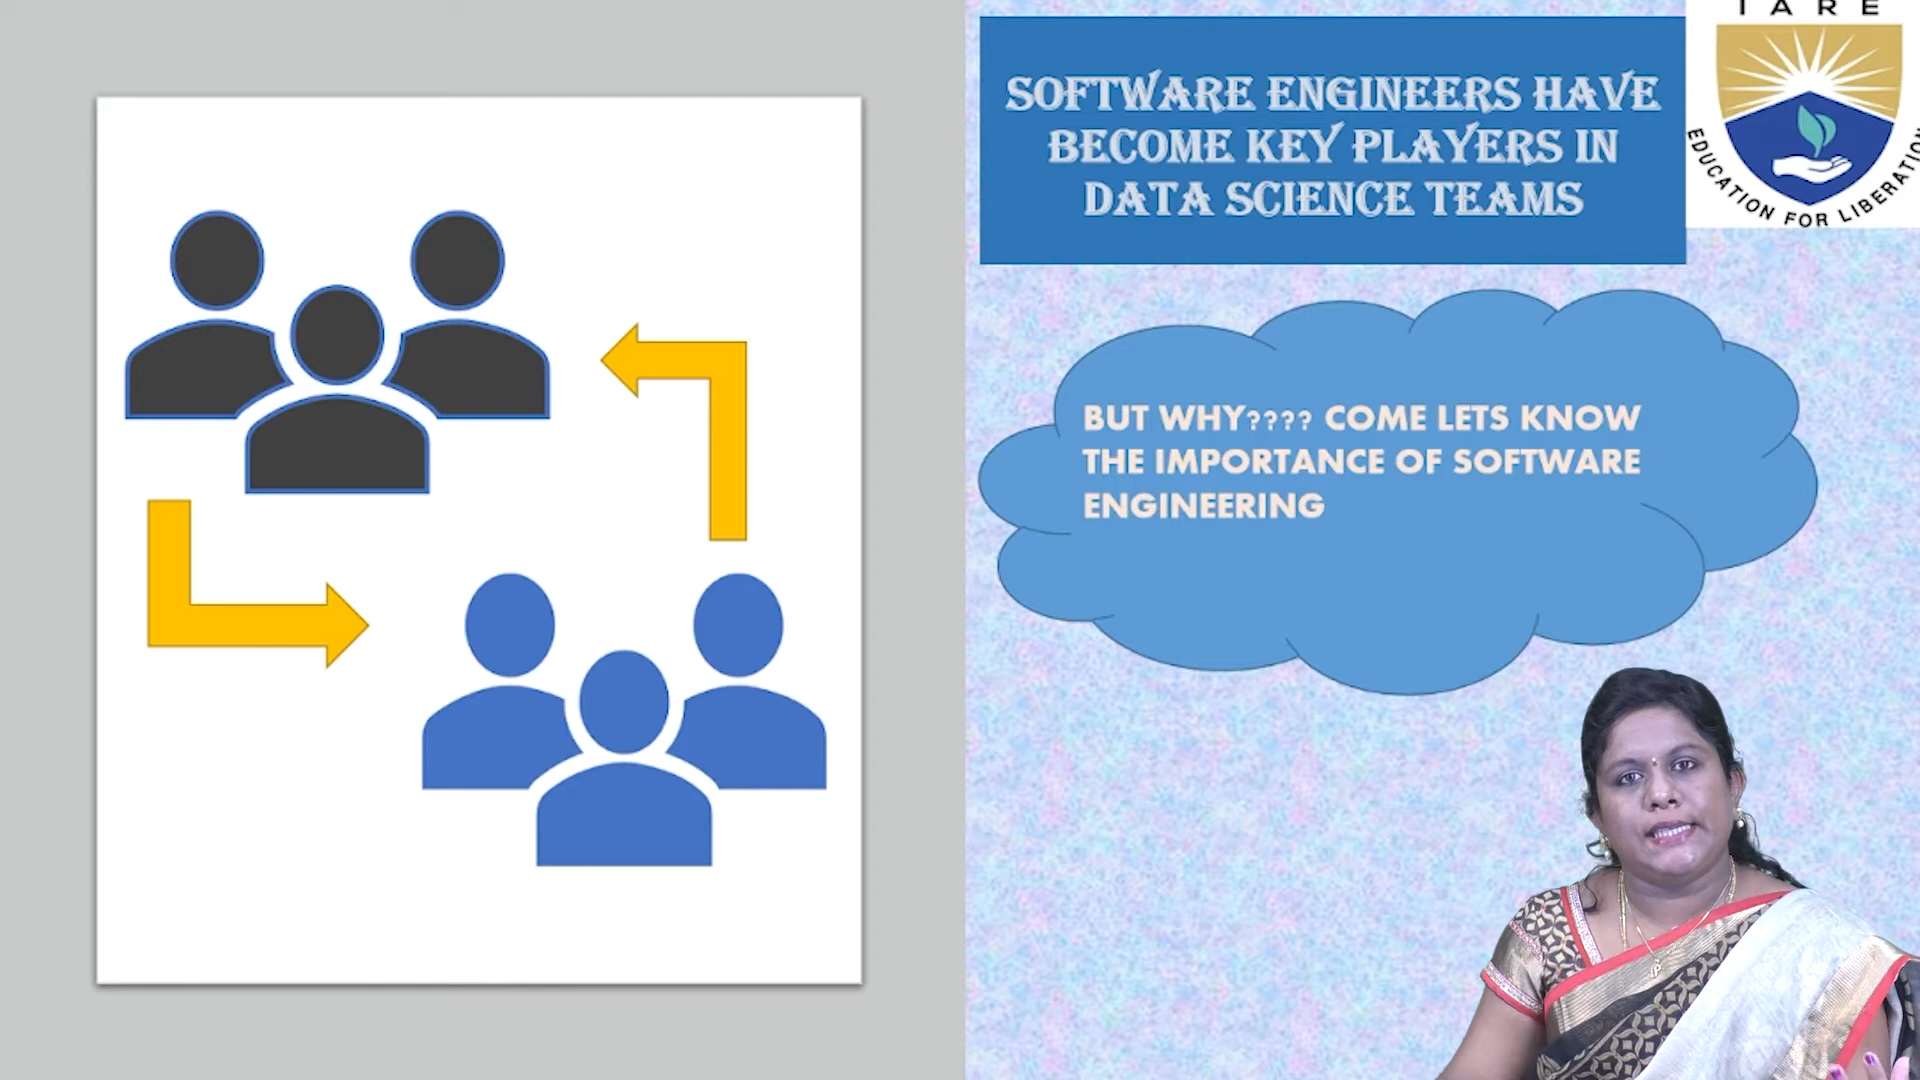 SOFTWARE ENGINEERS HAVE
BECOME KEY PLAYERS IN
DATA SCIENCE TEAMS
IARE
EDUCATION FOR LIBERATION
BUT WHY???? COME LETS KNOW
THE IMPORTANCE OF SOFTWARE
ENGINEERING